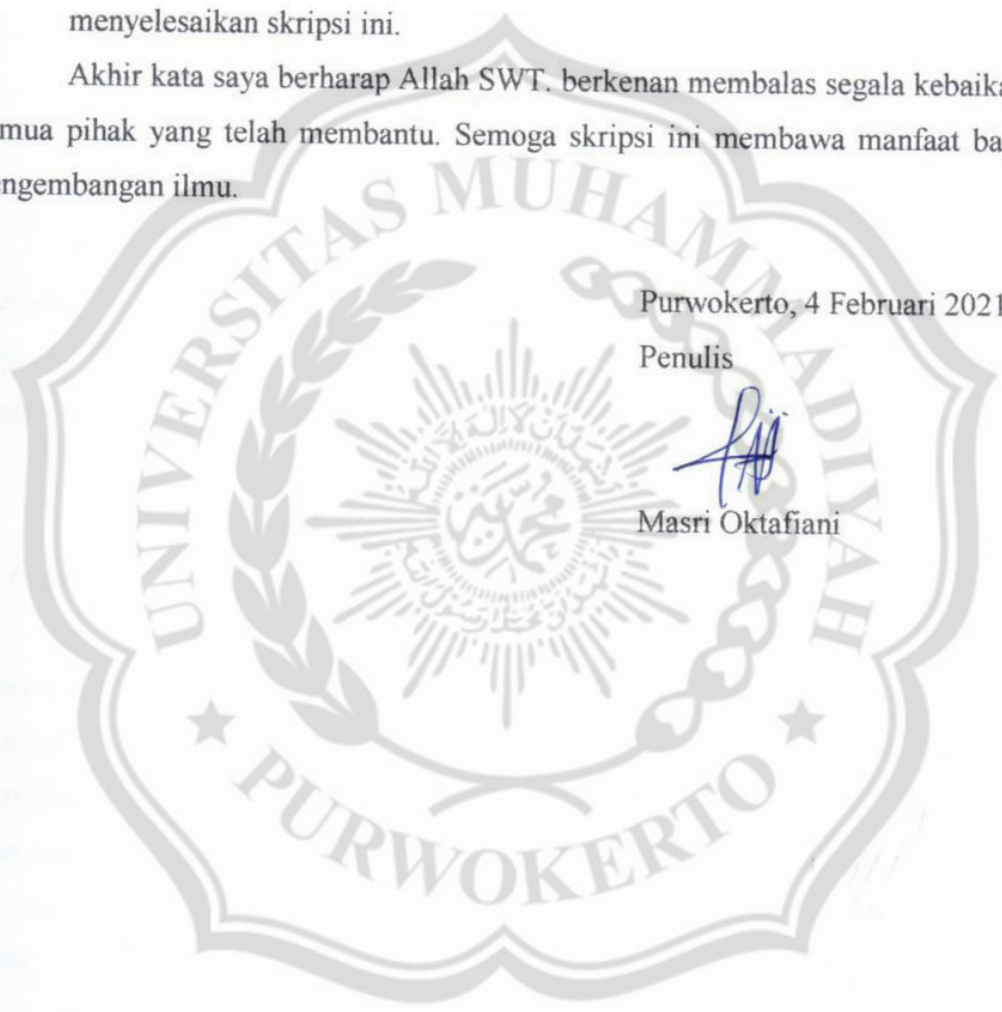 menyelesaikan skripsi ini.
Akhir kata saya berharap Allah SWT. berkenan membalas segala kebaika
mua pihak yang telah membantu. Semoga skripsi ini membawa manfaat ba
ngembangan ilmu.
Purwokerto, 4 Februari 2021
Penulis
Masri Oktafiani
UNIVERSITAS MUHAMMADIYAH
PURWOKERTO